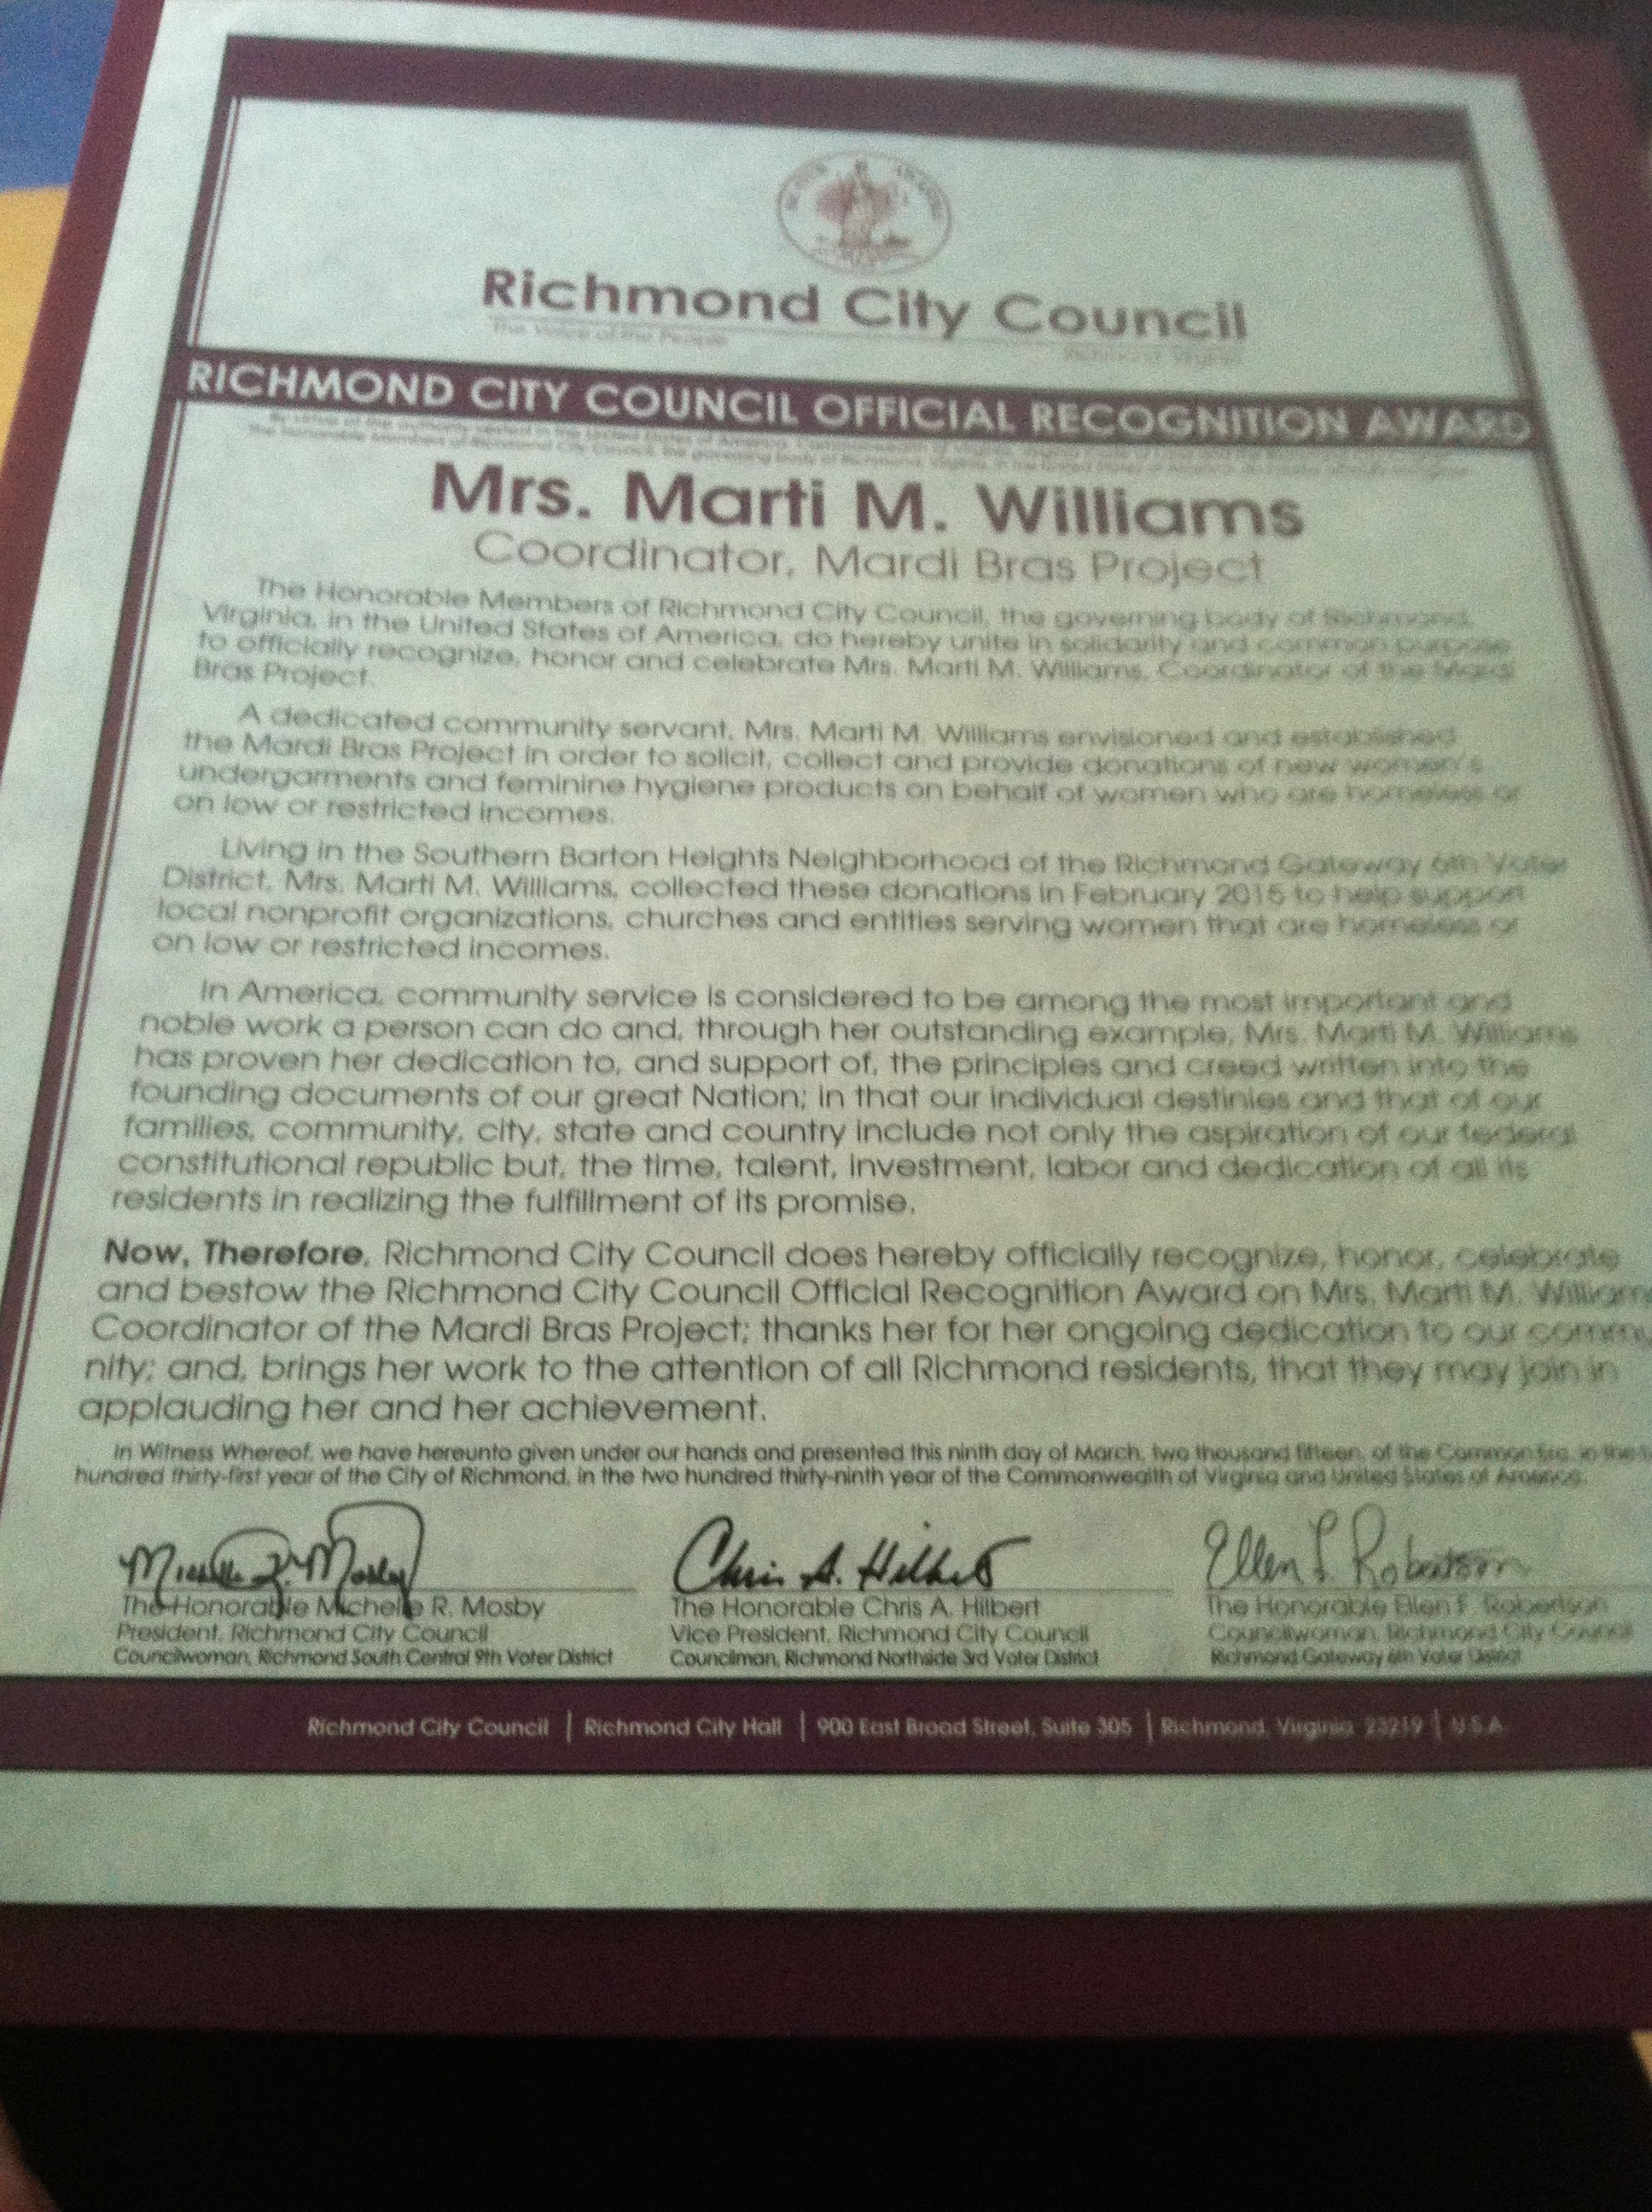 Richmond City Council
The Voice of the People
Richmond, Virginia
RICHMOND CITY COUNCIL OFFICIAL RECOGNITION AWARD
Mrs. Marti M. Williams
Coordinator, Mardi Bras Project
The Honorable Members of Richmond City Council, the governing body of Richmond,
Virginia, in the United States of America, do hereby unite in solidarity and common purpose
to officially recognize, honor and celebrate Mrs. Marti M. Williams, Coordinator of the Mardi
Bras Project.
A dedicated community servant, Mrs. Marti M. Williams envisioned and established
the Mardi Bras Project in order to solicit, collect and provide donations of new women's
undergarments and feminine hygiene products on behalf of women who are homeless or
on low or restricted incomes.
Living in the Southern Barton Heights Neighborhood of the Richmond Gateway 6th Voter
District, Mrs. Marti M. Williams, collected these donations in February 2015 to help support
local nonprofit organizations, churches and entities serving women that are homeless or
on low or restricted incomes.
In America, community service is considered to be among the most important and
noble work a person can do and, through her outstanding example, Mrs. Marti M. Williams
has proven her dedication to, and support of, the principles and creed written into the
founding documents of our great Nation; in that our individual destinies and that of our
families, community, city, state and country include not only the aspiration of our federal
constitutional republic but, the time, talent, investment, labor and dedication of all its
residents in realizing the fulfillment of its promise.
Now, Therefore, Richmond City Council does hereby officially recognize, honor, celebrate
and bestow the Richmond City Council Official Recognition Award on Mrs. Marti M. William
Coordinator of the Mardi Bras Project; thanks her for her ongoing dedication to our commu
nity; and, brings her work to the attention of all Richmond residents, that they may join in
applauding her and her achievement.
In Witness Whereof, we have hereunto given under our hands and presented this ninth day of March, two thousand fifteen, of the Common Era, in the
hundred thirty-first year of the City of Richmond, in the two hundred thirty-ninth year of the Commonwealth of Virginia and United States of America.
Michelle R. Mosby Chris A. Hilbert Ellen F. Robertson
The Honorable Michelle R. Mosby The Honorable Chris A. Hilbert The Honorable Ellen F. Robertson
President, Richmond City Council Vice President, Richmond City Council Councilwoman, Richmond City Council
Councilwoman, Richmond South Central 9th Voter District Councilman, Richmond Northside 3rd Voter District Richmond Gateway 6th Voter District
Richmond City Council | Richmond City Hall | 900 East Broad Street, Suite 305 | Richmond, Virginia 23219 | U.S.A.